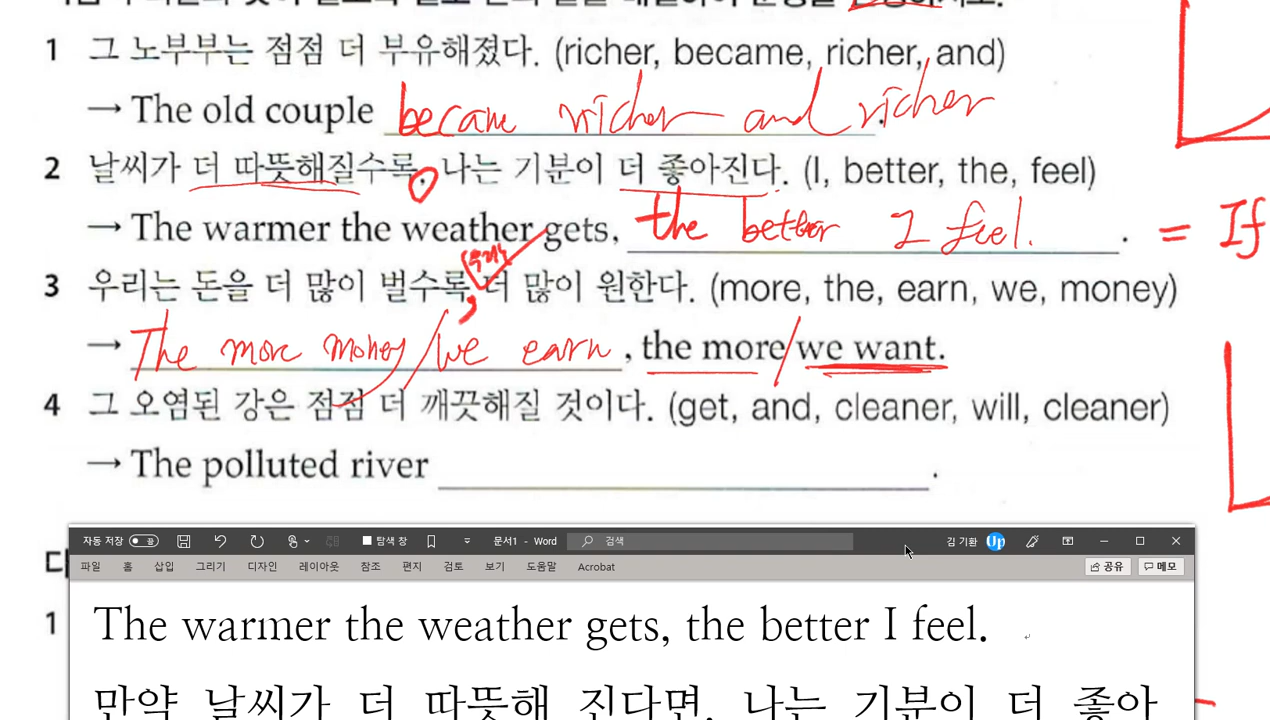 1 그 노부부는 점점 더 부유해졌다. (richer, became, richer, and)
→ The old couple became richer and richer.
2 날씨가 더 따뜻해질수록, 나는 기분이 더 좋아진다. (I, better, the, feel)
→ The warmer the weather gets, the better I feel. . = If
3 우리는 돈을 더 많이 벌수록, 더 많이 원한다. (more, the, earn, we, money)
→ The more money / we earn, the more / we want.
4 그 오염된 강은 점점 더 깨끗해질 것이다. (get, and, cleaner, will, cleaner)
→ The polluted river .
자동 저장 끔 탐색 창 문서1 - Word 검색 김 기환 Up
파일 홈 삽입 그리기 디자인 레이아웃 참조 편지 검토 보기 도움말 Acrobat 공유 메모
1 The warmer the weather gets, the better I feel.
만약 날씨가 더 따뜻해 진다면, 나는 기분이 더 좋아